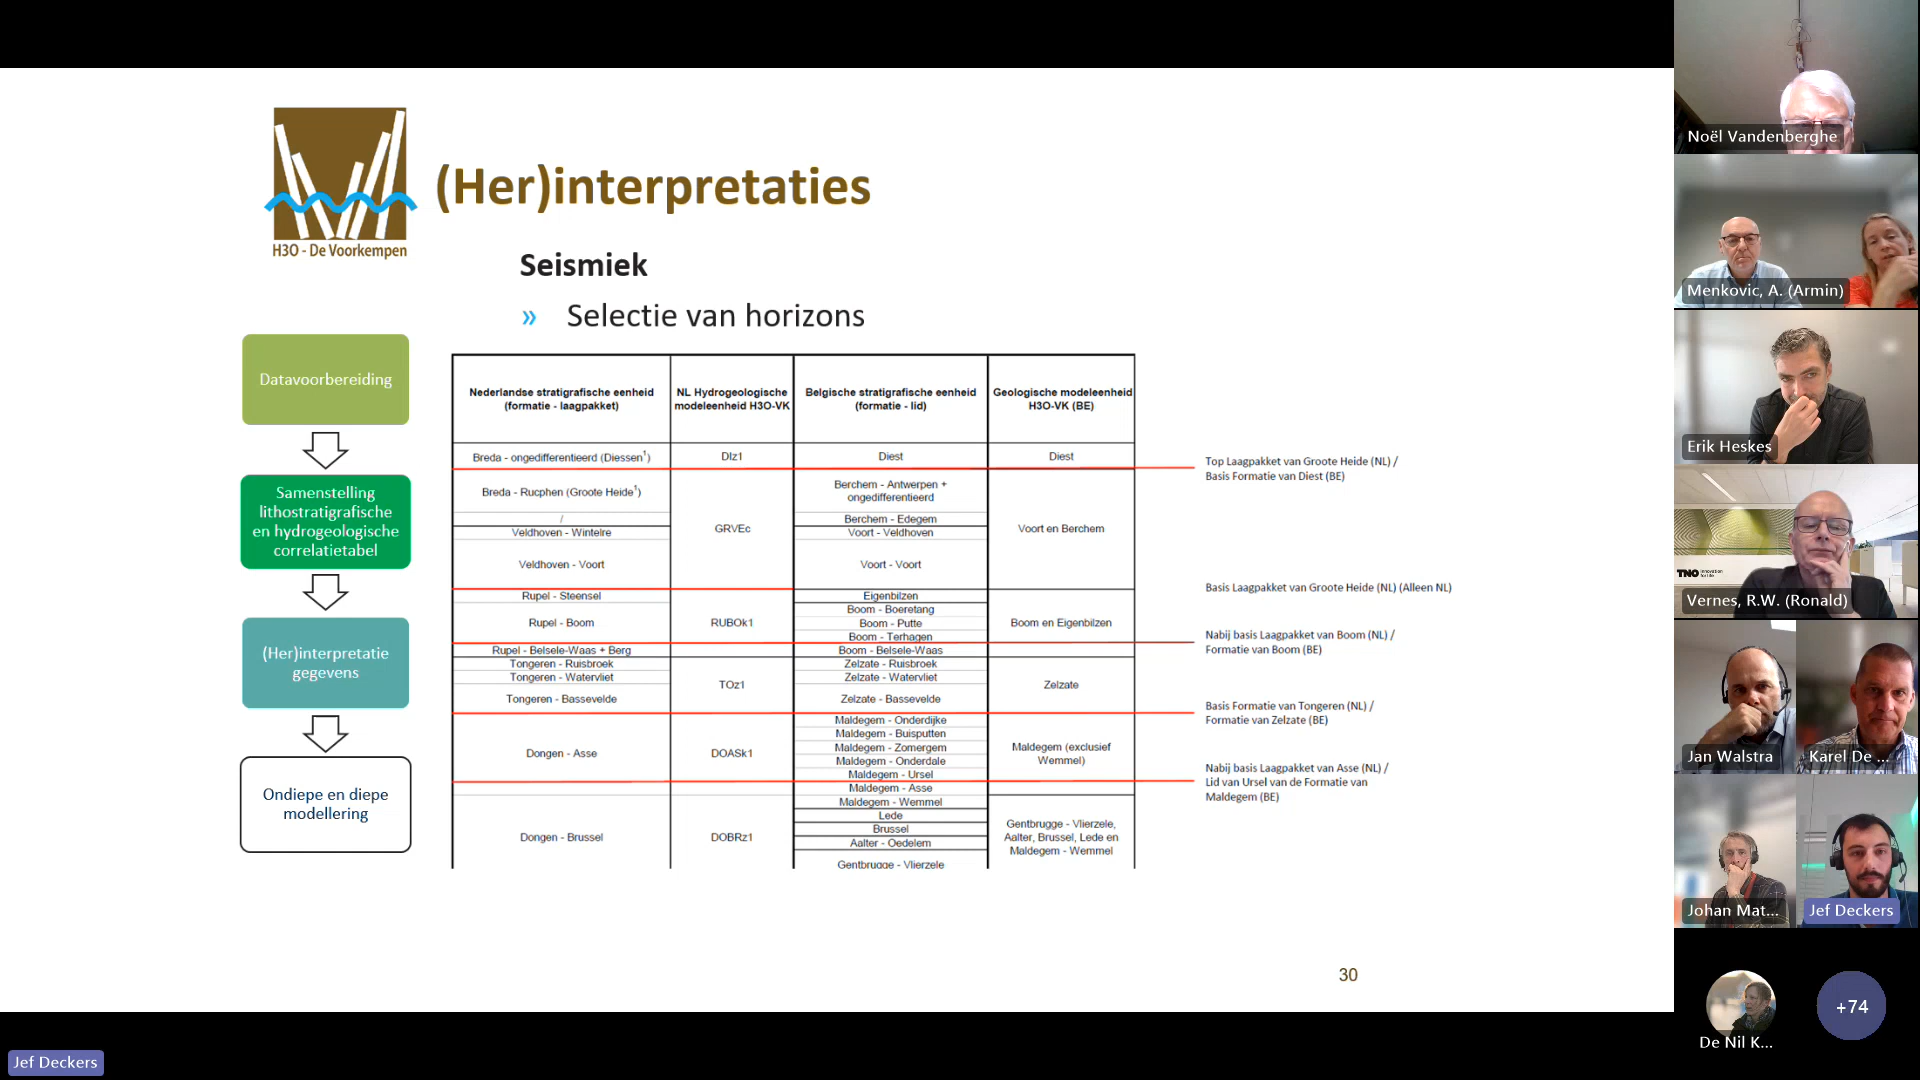 (Her)interpretaties
H3O - De Voorkempen
Seismiek
» Selectie van horizons
Datavoorbereiding
Samenstelling
lithostratigrafische
en hydrogeologische
correlatietabel
(Her)interpretatie
gegevens
Ondiepe en diepe
modellering
Nederlandse stratigrafische eenheid
(formatie - laagpakket)
NL Hydrogeologische
modeleenheid H3O-VK
Belgische stratigrafische eenheid
(formatie - lid)
Geologische modeleenheid
H3O-VK (BE)
Breda - ongedifferentieerd (Diessen¹)
DIz1
Diest
Diest
Breda - Rucphen (Groote Heide¹)
/
Veldhoven - Wintelre
Veldhoven - Voort
GRVEc
Berchem - Antwerpen +
ongedifferentieerd
Berchem - Edegem
Voort - Veldhoven
Voort - Voort
Voort en Berchem
Rupel - Steensel
Rupel - Boom
Rupel - Belsele-Waas + Berg
RUBOk1
Eigenbilzen
Boom - Boeretang
Boom - Putte
Boom - Terhagen
Boom - Belsele-Waas
Boom en Eigenbilzen
Tongeren - Ruisbroek
Tongeren - Watervliet
Tongeren - Bassevelde
TOz1
Zelzate - Ruisbroek
Zelzate - Watervliet
Zelzate - Bassevelde
Zelzate
Dongen - Asse
DOASk1
Maldegem - Onderdijke
Maldegem - Buisputten
Maldegem - Zomergem
Maldegem - Onderdale
Maldegem - Ursel
Maldegem - Asse
Maldegem (exclusief
Wemmel)
Dongen - Brussel
DOBRz1
Maldegem - Wemmel
Lede
Brussel
Aalter - Oedelem
Gentbrugge - Vlierzele
Gentbrugge - Vlierzele,
Aalter, Brussel, Lede en
Maldegem - Wemmel
Top Laagpakket van Groote Heide (NL) /
Basis Formatie van Diest (BE)
Basis Laagpakket van Groote Heide (NL) (Alleen NL)
Nabij basis Laagpakket van Boom (NL) /
Formatie van Boom (BE)
Basis Formatie van Tongeren (NL) /
Formatie van Zelzate (BE)
Nabij basis Laagpakket van Asse (NL) /
Lid van Ursel van de Formatie van
Maldegem (BE)
30
Jef Deckers
Noël Vandenberghe
Menkovic, A. (Armin)
Erik Heskes
TNO innovation
for life
Vernes, R.W. (Ronald)
Jan Walstra
Karel De ...
Johan Mat...
Jef Deckers
De Nil K...
+74